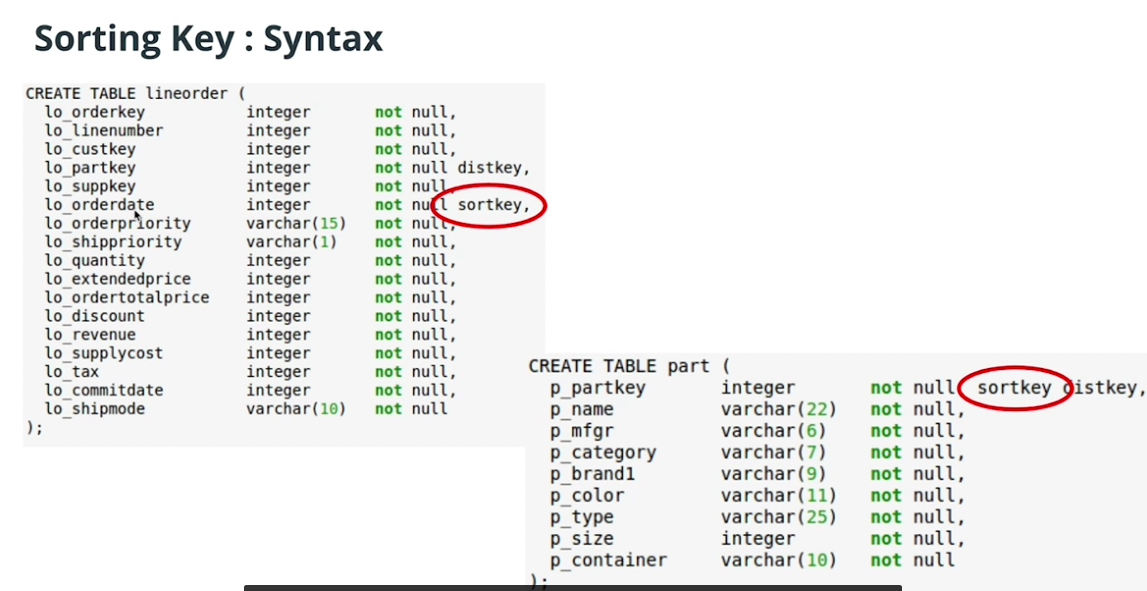 Sorting Key : Syntax
CREATE TABLE lineorder (
lo_orderkey integer not null,
lo_linenumber integer not null,
lo_custkey integer not null,
lo_partkey integer not null distkey,
lo_suppkey integer not null,
lo_orderdate integer not null sortkey,
lo_orderpriority varchar(15) not null,
lo_shippriority varchar(1) not null,
lo_quantity integer not null,
lo_extendedprice integer not null,
lo_ordertotalprice integer not null,
lo_discount integer not null,
lo_revenue integer not null,
lo_supplycost integer not null,
lo_tax integer not null,
lo_commitdate integer not null,
lo_shipmode varchar(10) not null
);
CREATE TABLE part (
p_partkey integer not null sortkey distkey,
p_name varchar(22) not null,
p_mfgr varchar(6) not null,
p_category varchar(7) not null,
p_brand1 varchar(9) not null,
p_color varchar(11) not null,
p_type varchar(25) not null,
p_size integer not null,
p_container varchar(10) not null
);